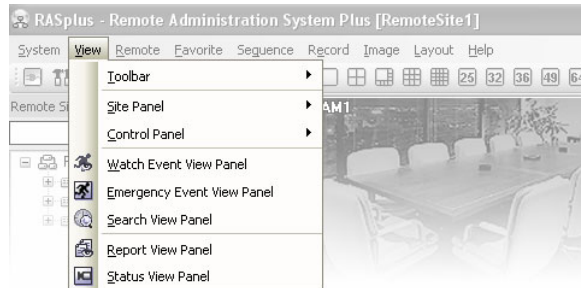 RASplus - Remote Administration System Plus [RemoteSite1]
System View Remote Favorite Sequence Record Image Layout Help
25 32 36 49
Toolbar
Remote
Site Panel
AM1
Control Panel
Watch Event View Panel
Emergency Event View Panel
Search View Panel
Report View Panel
Status View Panel